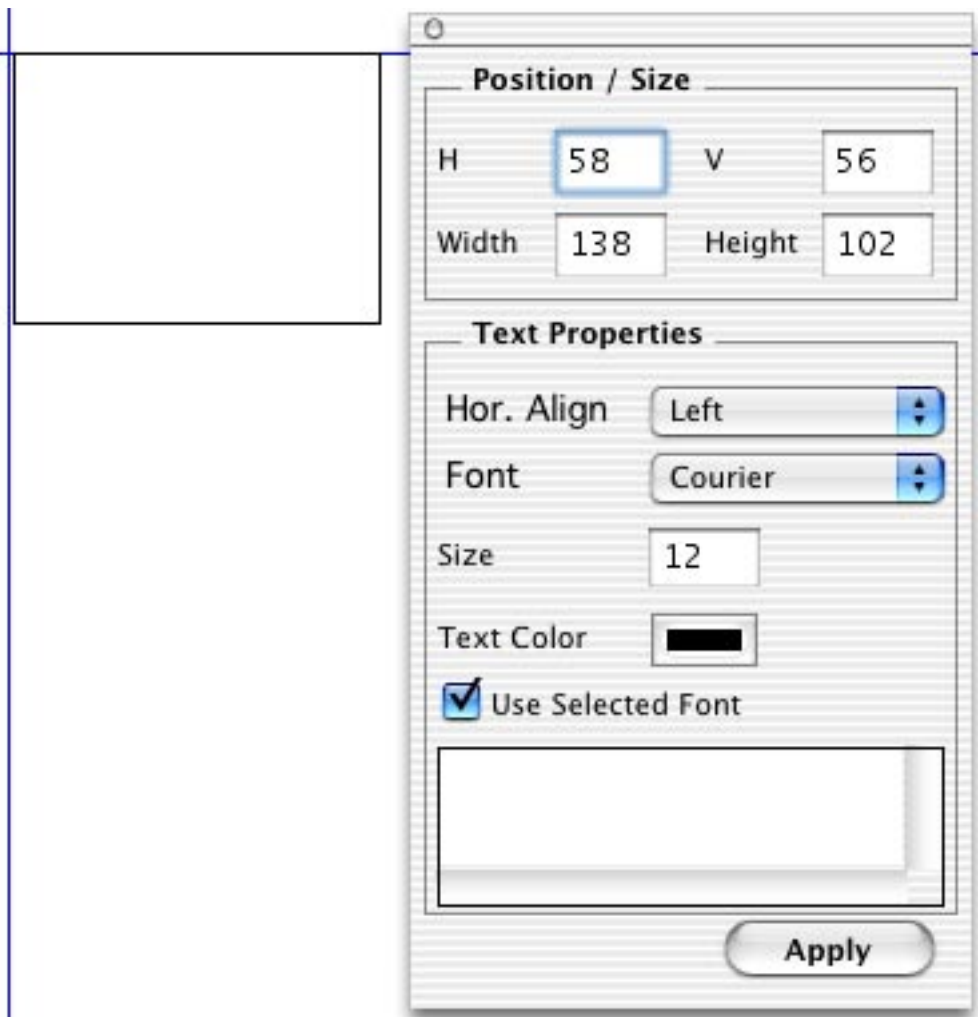 Position / Size
H 58 V 56
Width 138 Height 102
Text Properties
Hor. Align Left
Font Courier
Size 12
Text Color
Use Selected Font
Apply